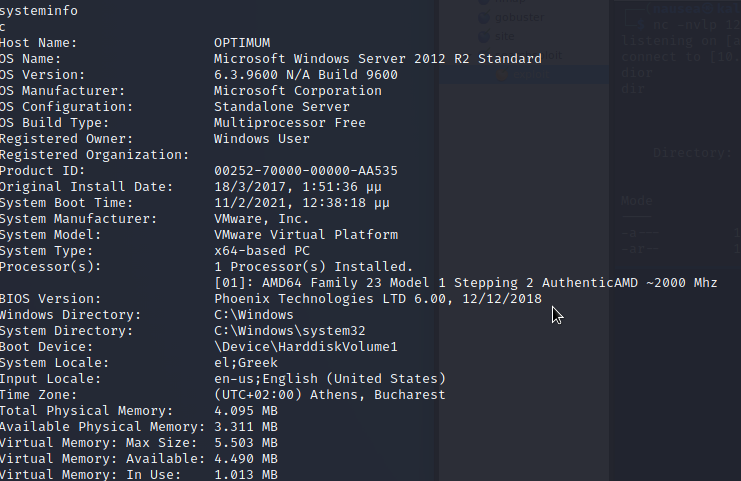 systeminfo
c
Host Name: OPTIMUM
OS Name: Microsoft Windows Server 2012 R2 Standard
OS Version: 6.3.9600 N/A Build 9600
OS Manufacturer: Microsoft Corporation
OS Configuration: Standalone Server
OS Build Type: Multiprocessor Free
Registered Owner: Windows User
Registered Organization:
Product ID: 00252-70000-00000-AA535
Original Install Date: 18/3/2017, 1:51:36 μμ
System Boot Time: 11/2/2021, 12:38:18 μμ
System Manufacturer: VMware, Inc.
System Model: VMware Virtual Platform
System Type: x64-based PC
Processor(s): 1 Processor(s) Installed.
[01]: AMD64 Family 23 Model 1 Stepping 2 AuthenticAMD ~2000 Mhz
BIOS Version: Phoenix Technologies LTD 6.00, 12/12/2018
Windows Directory: C:\Windows
System Directory: C:\Windows\system32
Boot Device: \Device\HarddiskVolume1
System Locale: el;Greek
Input Locale: en-us;English (United States)
Time Zone: (UTC+02:00) Athens, Bucharest
Total Physical Memory: 4.095 MB
Available Physical Memory: 3.311 MB
Virtual Memory: Max Size: 5.503 MB
Virtual Memory: Available: 4.490 MB
Virtual Memory: In Use: 1.013 MB
gobuster
site
nc -nvlp 12
listening on [a
connect to [10.
dior
dir
Directory:
Mode